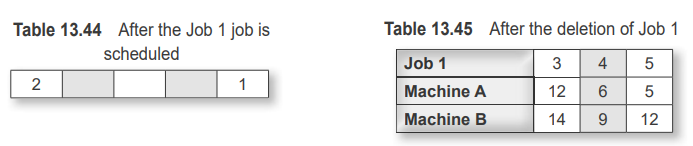 Table 13.44 After the Job 1 job is
scheduled
2 1
Table 13.45 After the deletion of Job 1
Job 1 3 4 5
Machine A 12 6 5
Machine B 14 9 12